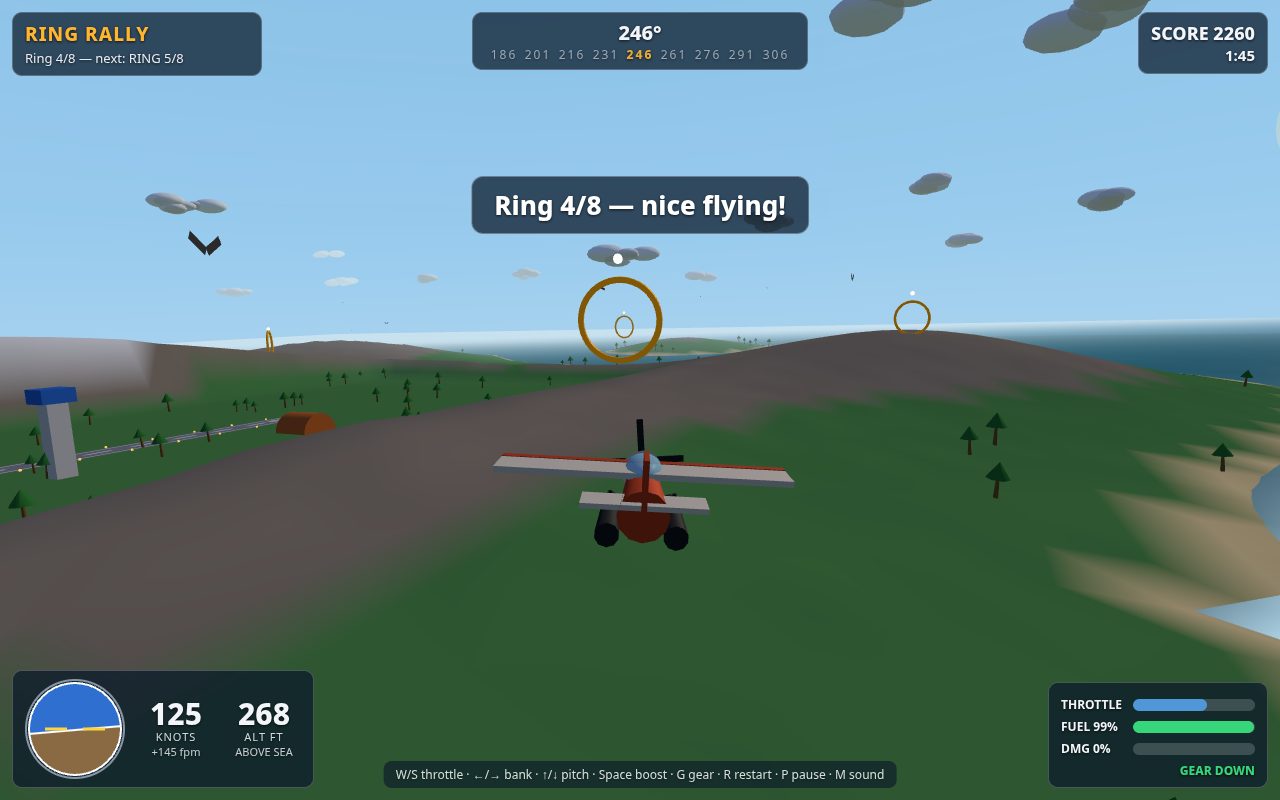 RING RALLY
Ring 4/8 — next: RING 5/8
246°
186 201 216 231 246 261 276 291 306
SCORE 2260
1:45
Ring 4/8 — nice flying!
125
KNOTS
+145 fpm
268
ALT FT
ABOVE SEA
W/S throttle · ←/→ bank · ↑/↓ pitch · Space boost · G gear · R restart · P pause · M sound
THROTTLE
FUEL 99%
DMG 0%
GEAR DOWN